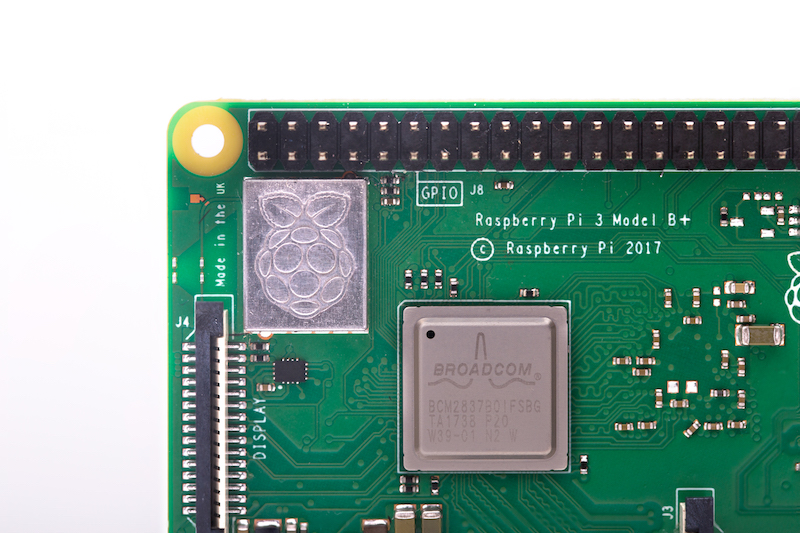 GPIO
J8
Raspberry Pi 3 Model B+
© Raspberry Pi 2017
Made in the UK
J4
BROADCOM®
BCM2837B0IFSBG
TA1738 P20
W39-01 N2 W
DISPLAY
J3